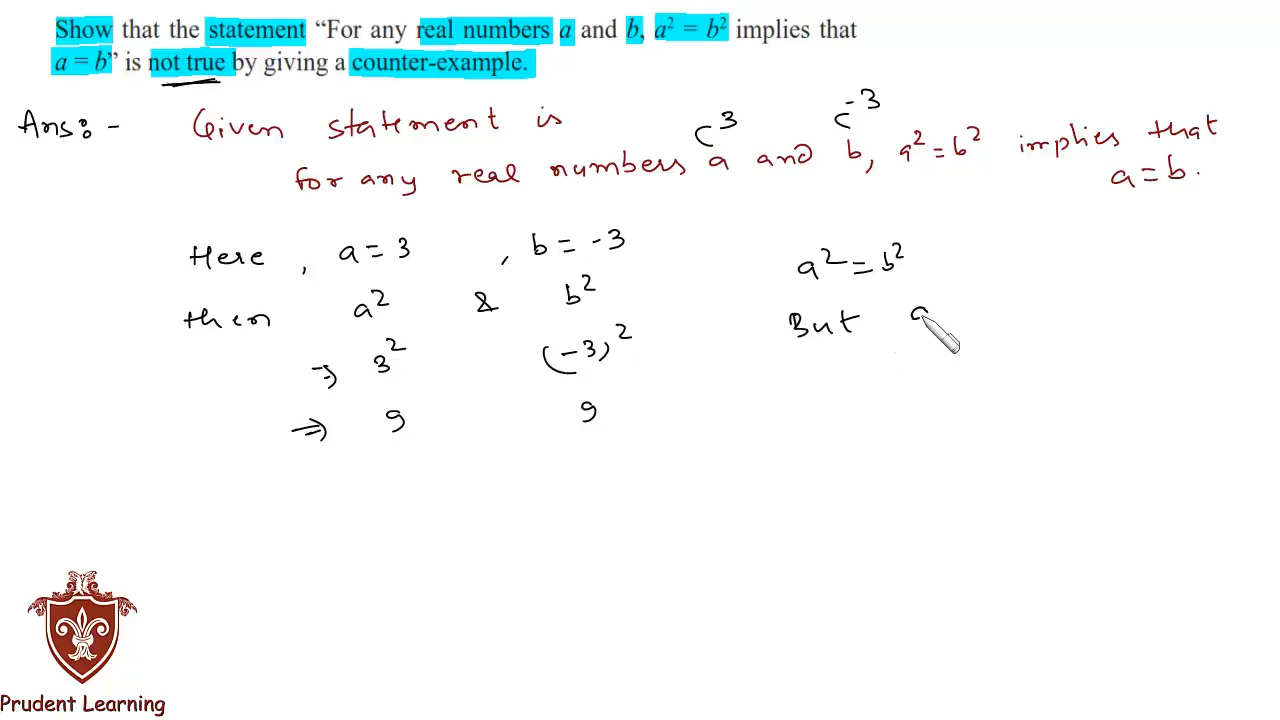 Show that the statement “For any real numbers a and b, a² = b² implies that
a = b” is not true by giving a counter-example.
Ans:- Given statement is
3 -3
for any real numbers a and b, a² = b² implies that
a = b.
Here, a = 3, b = -3
then a² & b²
⇒ 3² (-3)²
⇒ 9 9
a² = b²
But a
Prudent Learning